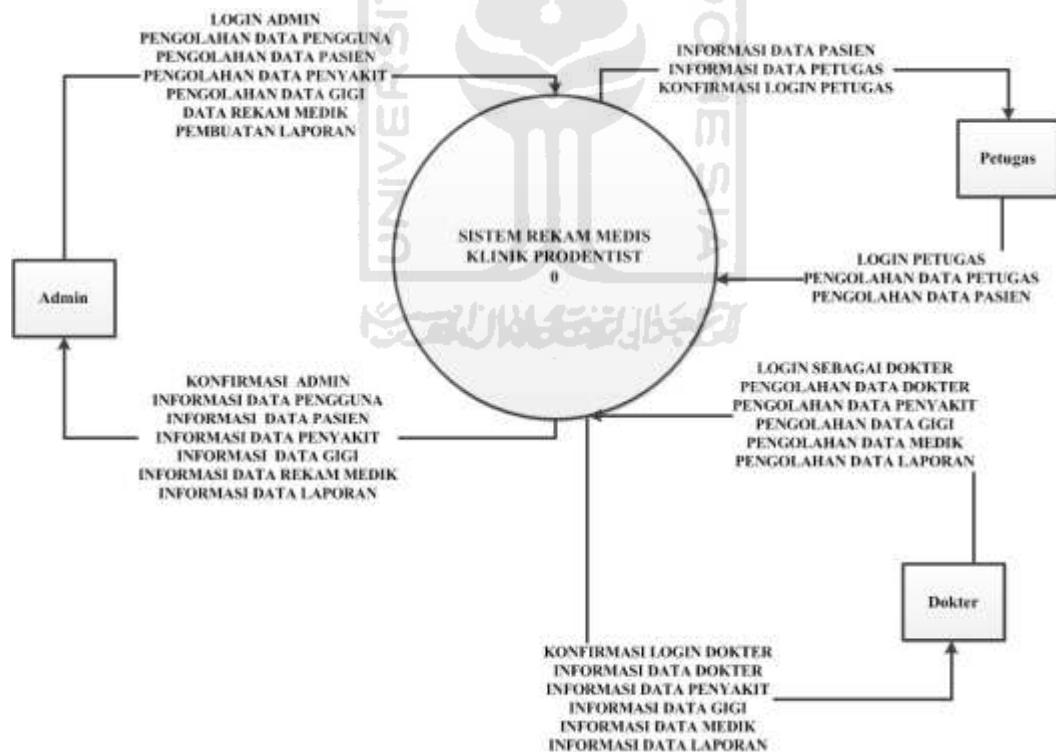 LOGIN ADMIN
PENGOLAHAN DATA PENGGUNA
PENGOLAHAN DATA PASIEN
PENGOLAHAN DATA PENYAKIT
PENGOLAHAN DATA GIGI
DATA REKAM MEDIK
PEMBUATAN LAPORAN
INFORMASI DATA PASIEN
INFORMASI DATA PETUGAS
KONFIRMASI LOGIN PETUGAS
Petugas
SISTEM REKAM MEDIS
KLINIK PRODENTIST
0
LOGIN PETUGAS
PENGOLAHAN DATA PETUGAS
PENGOLAHAN DATA PASIEN
Admin
KONFIRMASI ADMIN
INFORMASI DATA PENGGUNA
INFORMASI DATA PASIEN
INFORMASI DATA PENYAKIT
INFORMASI DATA GIGI
INFORMASI DATA REKAM MEDIK
INFORMASI DATA LAPORAN
LOGIN SEBAGAI DOKTER
PENGOLAHAN DATA DOKTER
PENGOLAHAN DATA PENYAKIT
PENGOLAHAN DATA GIGI
PENGOLAHAN DATA MEDIK
PENGOLAHAN DATA LAPORAN
Dokter
KONFIRMASI LOGIN DOKTER
INFORMASI DATA DOKTER
INFORMASI DATA PENYAKIT
INFORMASI DATA GIGI
INFORMASI DATA MEDIK
INFORMASI DATA LAPORAN